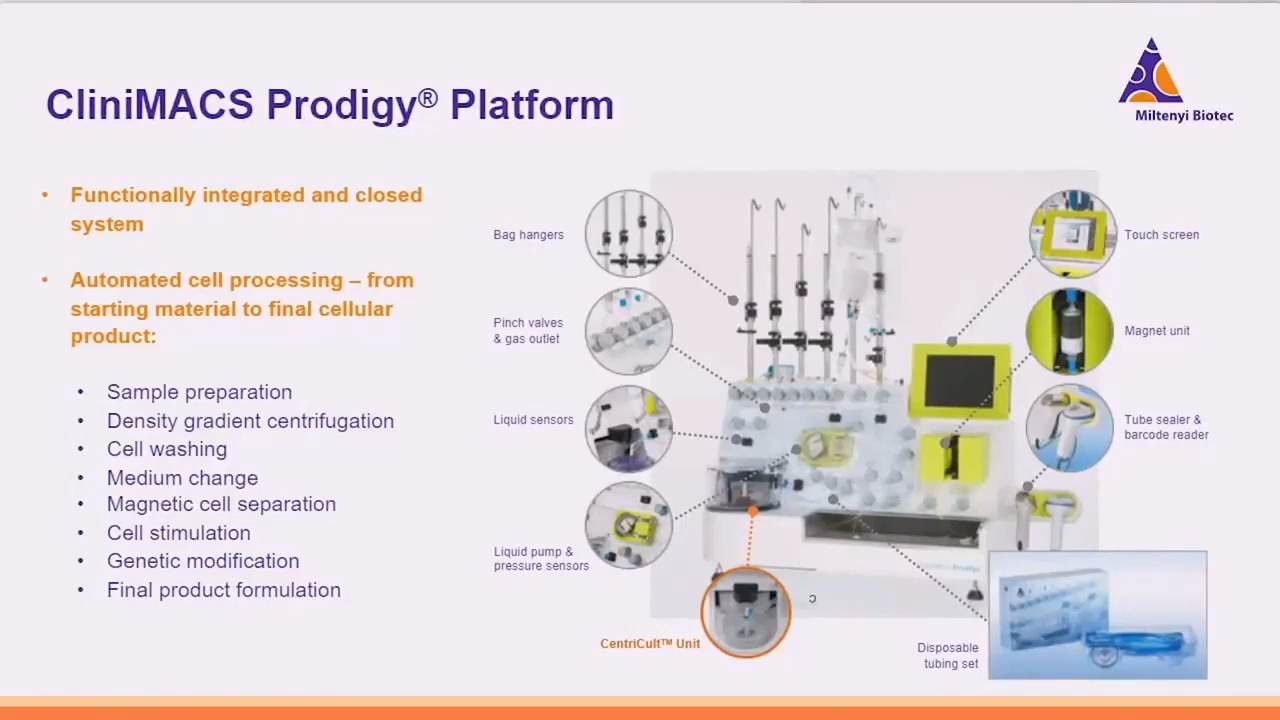 CliniMACS Prodigy® Platform
Miltenyi Biotec
• Functionally integrated and closed
system
• Automated cell processing – from
starting material to final cellular
product:
• Sample preparation
• Density gradient centrifugation
• Cell washing
• Medium change
• Magnetic cell separation
• Cell stimulation
• Genetic modification
• Final product formulation
Bag hangers
Pinch valves
& gas outlet
Liquid sensors
Liquid pump &
pressure sensors
CentriCult™ Unit
Touch screen
Magnet unit
Tube sealer &
barcode reader
Disposable
tubing set
Prodigy